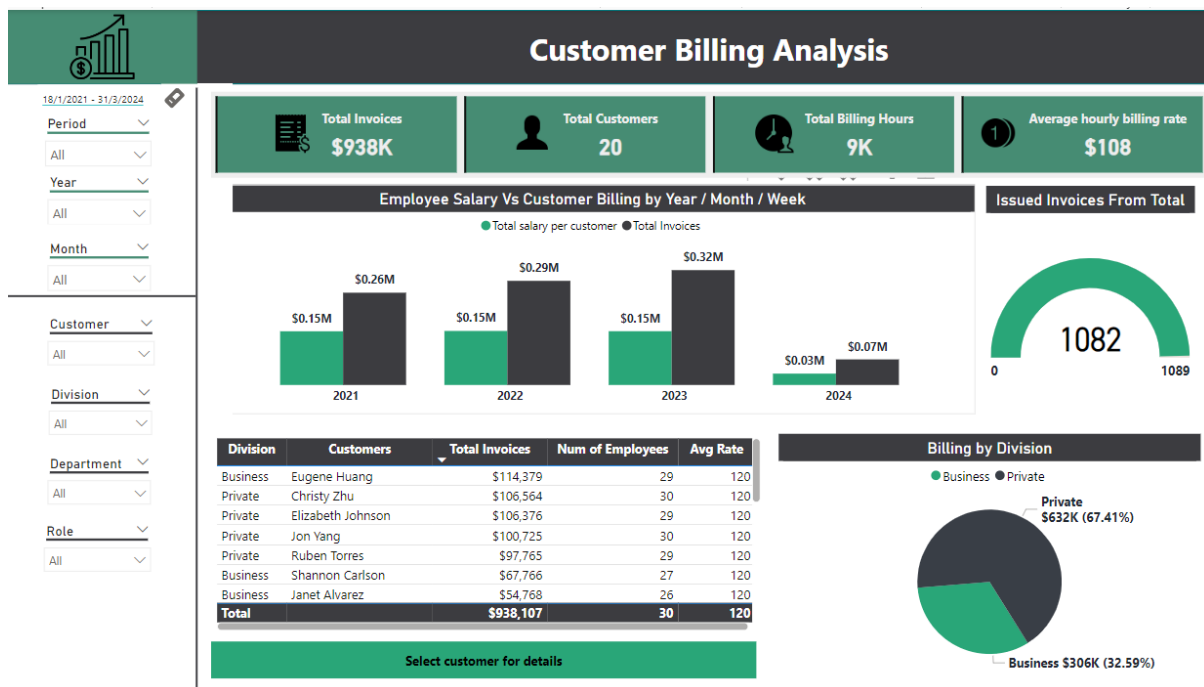 Customer Billing Analysis
18/1/2021 - 31/3/2024
Period
All
Year
All
Month
All
Customer
All
Division
All
Department
All
Role
All
Total Invoices
$938K
Total Customers
20
Total Billing Hours
9K
Average hourly billing rate
$108
Employee Salary Vs Customer Billing by Year / Month / Week
Total salary per customer Total Invoices
$0.15M $0.26M
$0.15M $0.29M
$0.15M $0.32M
$0.03M $0.07M
2021 2022 2023 2024
Issued Invoices From Total
1082
0 1089
Division Customers Total Invoices Num of Employees Avg Rate
Business Eugene Huang $114,379 29 120
Private Christy Zhu $106,564 30 120
Private Elizabeth Johnson $106,376 29 120
Private Jon Yang $100,725 30 120
Private Ruben Torres $97,765 29 120
Business Shannon Carlson $67,766 27 120
Business Janet Alvarez $54,768 26 120
Total $938,107 30 120
Select customer for details
Billing by Division
Business Private
Private
$632K (67.41%)
Business $306K (32.59%)